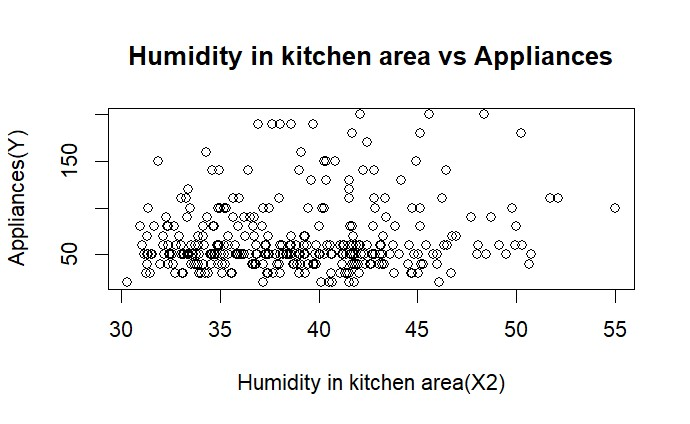 Humidity in kitchen area vs Appliances
Appliances(Y)
150
50
30 35 40 45 50 55
Humidity in kitchen area(X2)